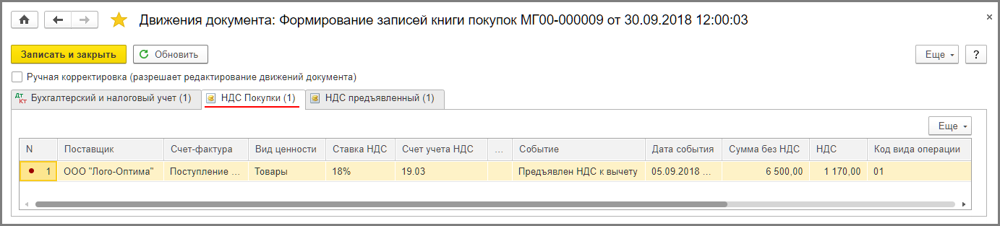 Движения документа: Формирование записей книги покупок МГ00-000009 от 30.09.2018 12:00:03
Записать и закрыть Обновить Еще ?
Ручная корректировка (разрешает редактирование движений документа)
Дт Кт Бухгалтерский и налоговый учет (1) НДС Покупки (1) НДС предъявленный (1)
Еще
N Поставщик Счет-фактура Вид ценности Ставка НДС Счет учета НДС ... Событие Дата события Сумма без НДС НДС Код вида операции
1 ООО "Лого-Оптима" Поступление ... Товары 18% 19.03 Предъявлен НДС к вычету 05.09.2018 ... 6 500,00 1 170,00 01